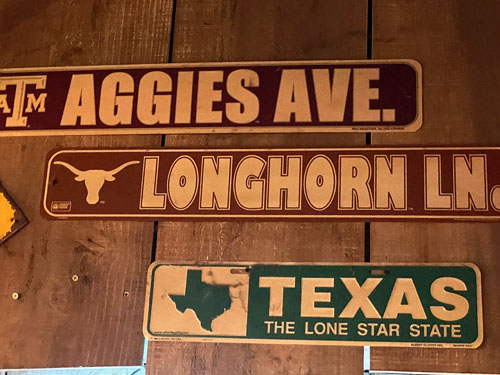 ATM AGGIES AVE.
LONGHORN LN.
TEXAS
THE LONE STAR STATE